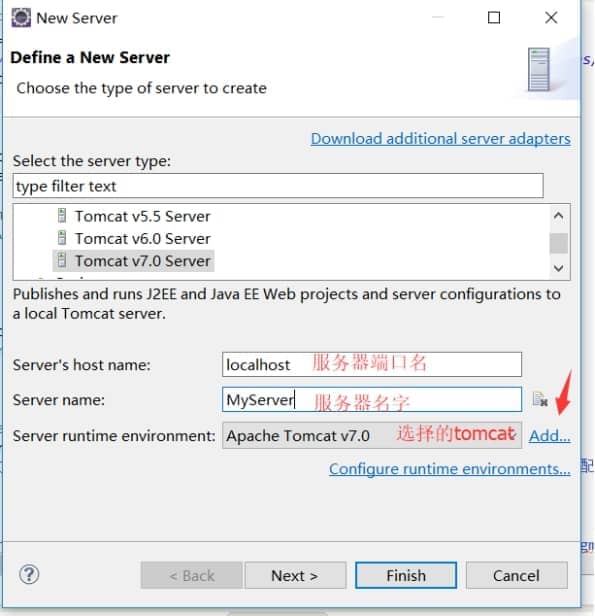 New Server
Define a New Server
Choose the type of server to create
Download additional server adapters
Select the server type:
type filter text
Tomcat v5.5 Server
Tomcat v6.0 Server
Tomcat v7.0 Server
Publishes and runs J2EE and Java EE Web projects and server configurations to
a local Tomcat server.
Server's host name: localhost 服务器端口名
Server name: MyServer 服务器名字
Server runtime environment: Apache Tomcat v7.0 选择的tomcat Add...
Configure runtime environments...
配
? < Back Next > Finish Cancel